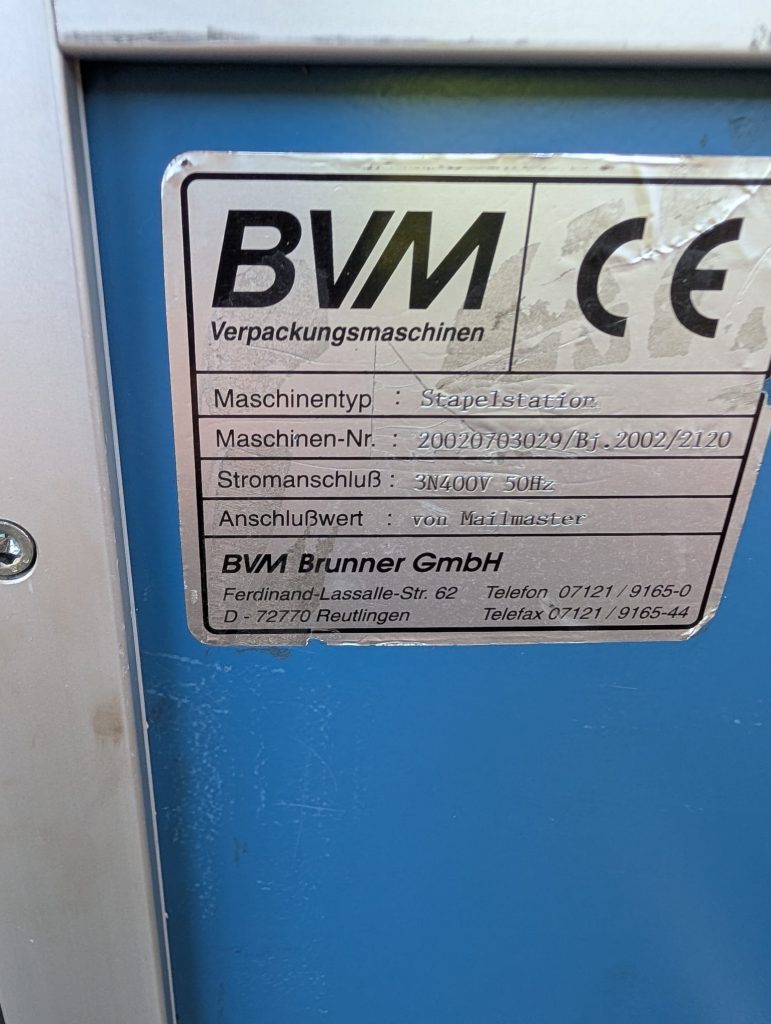 BVM
Verpackungsmaschinen
CE
Maschinentyp : Stapelstation
Maschinen-Nr. : 20020703029/Bj.2002/2120
Stromanschluß : 3N400V 50Hz
Anschlußwert : von Mailmaster
BVM Brunner GmbH
Ferdinand-Lassalle-Str. 62 Telefon 07121 / 9165-0
D - 72770 Reutlingen Telefax 07121 / 9165-44